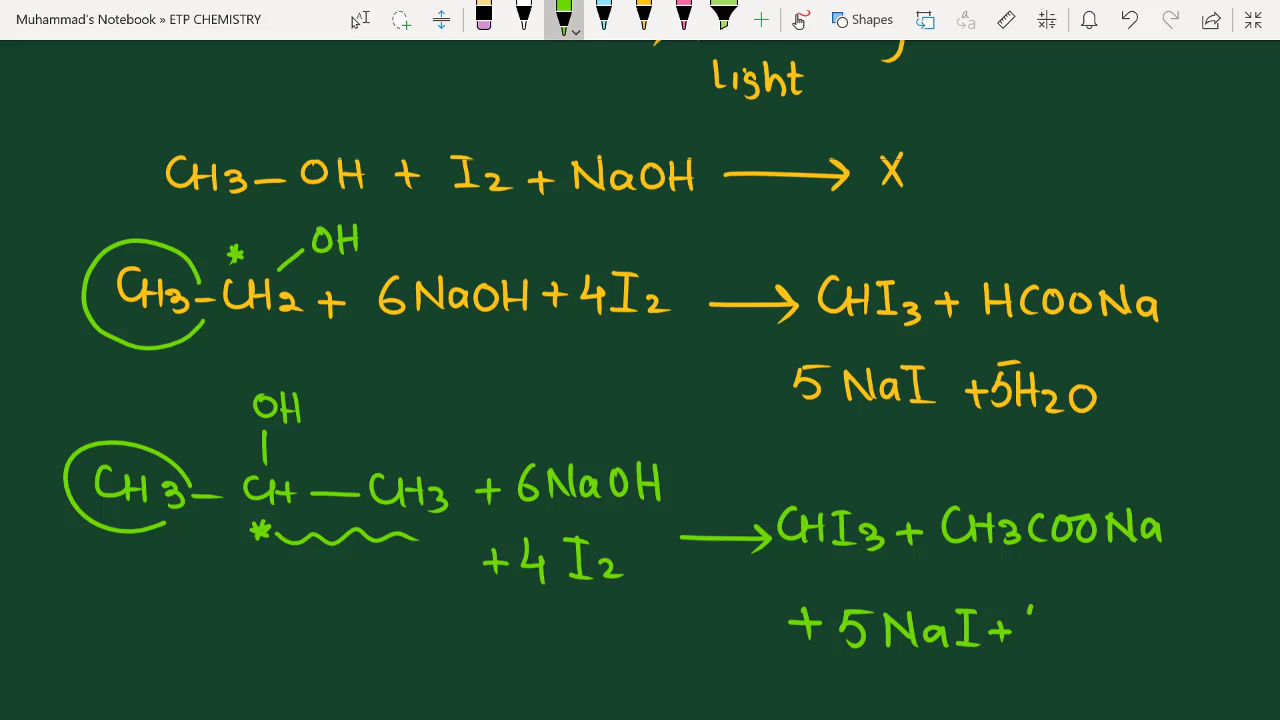 Muhammad's Notebook » ETP CHEMISTRY
Shapes
light
CH3 — OH + I2 + NaOH ⟶ X
* OH
CH3 - CH2 + 6NaOH + 4I2 ⟶ CHI3 + HCOONa
5 NaI + 5H2O
OH
|
CH3 — CH — CH3 + 6NaOH
*
+ 4 I2 ⟶ CHI3 + CH3COONa
+ 5 NaI +